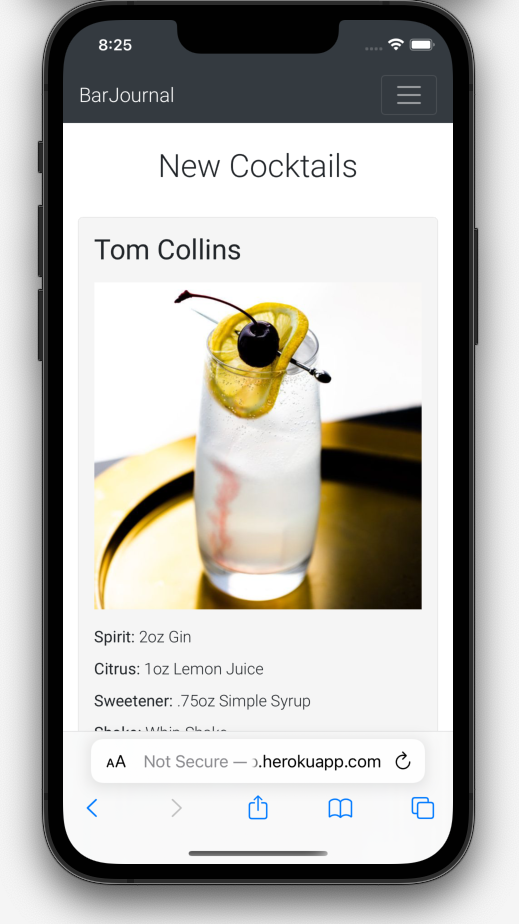 8:25
BarJournal
New Cocktails
Tom Collins
Spirit: 2oz Gin
Citrus: 1oz Lemon Juice
Sweetener: .75oz Simple Syrup
Shake: Whip Shake
AA Not Secure — .herokuapp.com